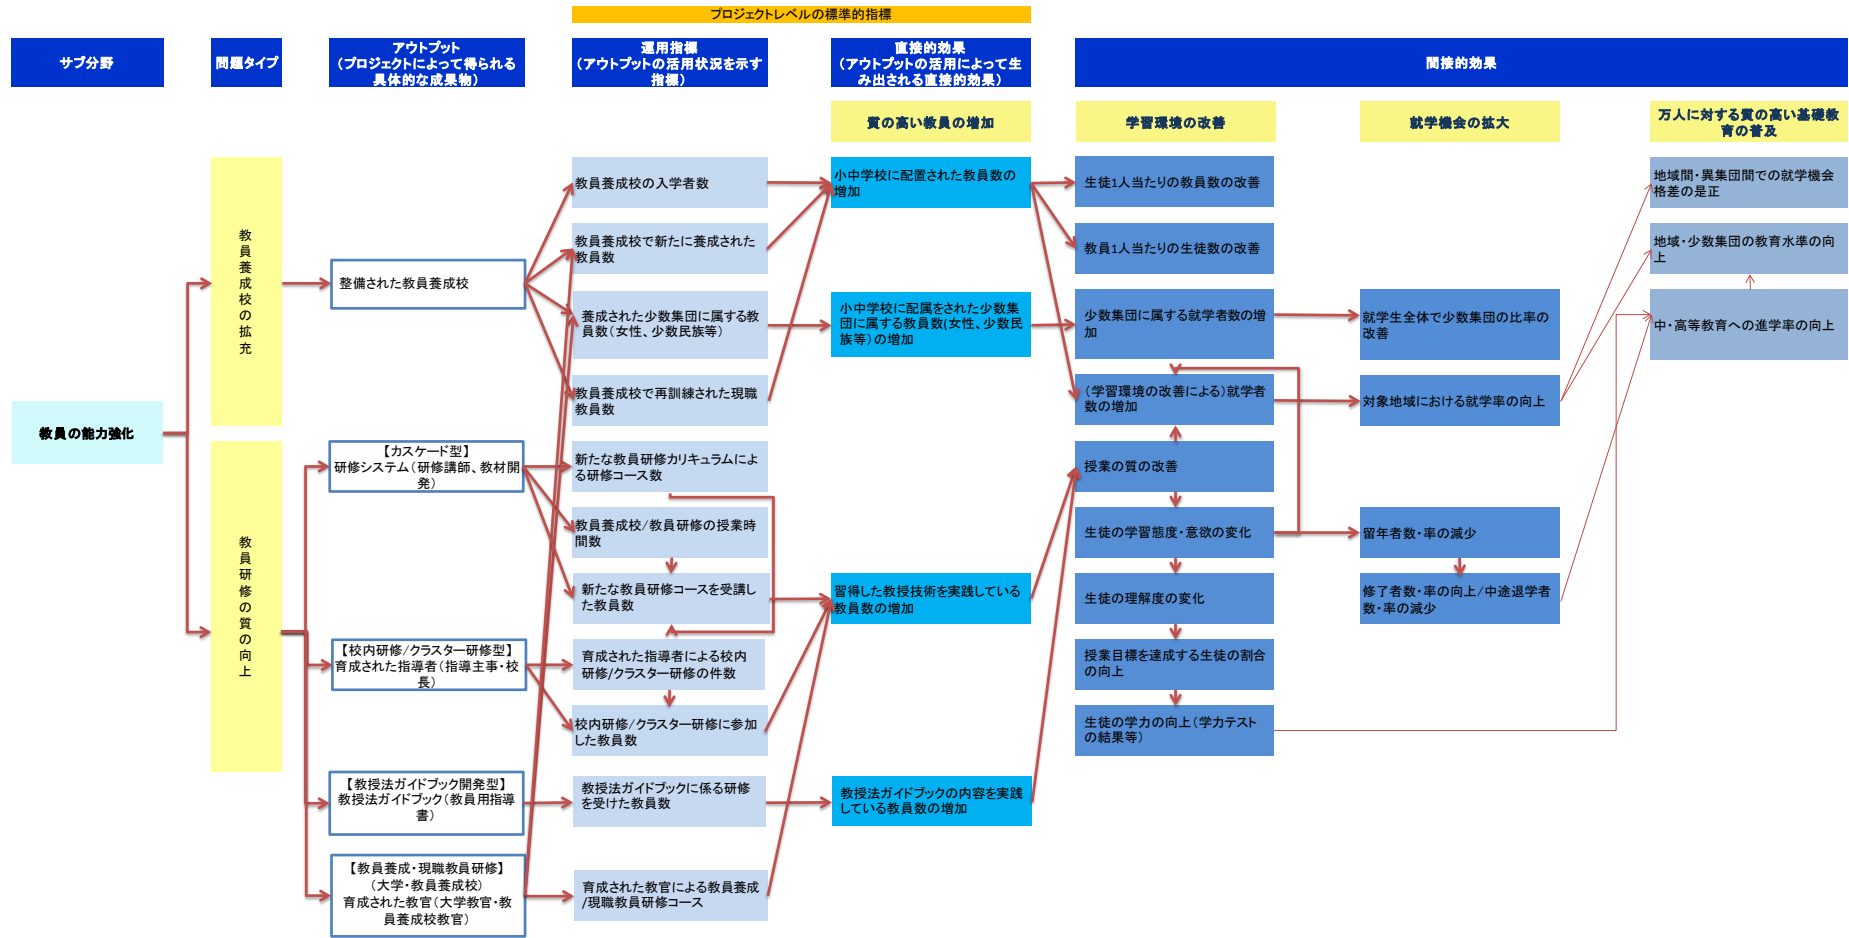 プロジェクトレベルの標準的指標
サブ分野
問題タイプ
アウトプット
（プロジェクトによって得られる
具体的な成果物）
運用指標
（アウトプットの活用状況を示す
指標）
直接的効果
（アウトプットの活用によって生
み出される直接的効果）
間接的効果
質の高い教員の増加
学習環境の改善
就学機会の拡大
万人に対する質の高い基礎教
育の普及
教員の能力強化
教員養成校の拡充
教員研修の質の向上
整備された教員養成校
【カスケード型】
研修システム（研修講師、教材開
発）
【校内研修/クラスター研修型】
育成された指導者（指導主事・校
長）
【教授法ガイドブック開発型】
教授法ガイドブック（教員用指導
書）
【教員養成・現職教員研修】
（大学・教員養成校）
育成された教官（大学教官・教
員養成校教官）
教員養成校の入学者数
教員養成校で新たに養成された
教員数
養成された少数集団に属する教
員数（女性、少数民族等）
教員養成校で再訓練された現職
教員数
新たな教員研修カリキュラムによ
る研修コース数
教員養成校/教員研修の授業時
間数
新たな教員研修コースを受講し
た教員数
育成された指導者による校内
研修/クラスター研修の件数
校内研修/クラスター研修に参加
した教員数
教授法ガイドブックに係る研修
を受けた教員数
育成された教官による教員養成
/現職教員研修コース
小中学校に配置された教員数の
増加
小中学校に配属をされた少数集
団に属する教員数(女性、少数民
族等）の増加
習得した教授技術を実践している
教員数の増加
教授法ガイドブックの内容を実践
している教員数の増加
生徒1人当たりの教員数の改善
教員1人当たりの生徒数の改善
少数集団に属する就学者数の増
加
（学習環境の改善による）就学者
数の増加
授業の質の改善
生徒の学習態度・意欲の変化
生徒の理解度の変化
授業目標を達成する生徒の割合
の向上
生徒の学力の向上（学力テスト
の結果等）
就学生全体で少数集団の比率の
改善
対象地域における就学率の向上
留年者数・率の減少
修了者数・率の向上/中途退学者
数・率の減少
地域間・異集団間での就学機会
格差の是正
地域・少数集団の教育水準の向
上
中・高等教育への進学率の向上